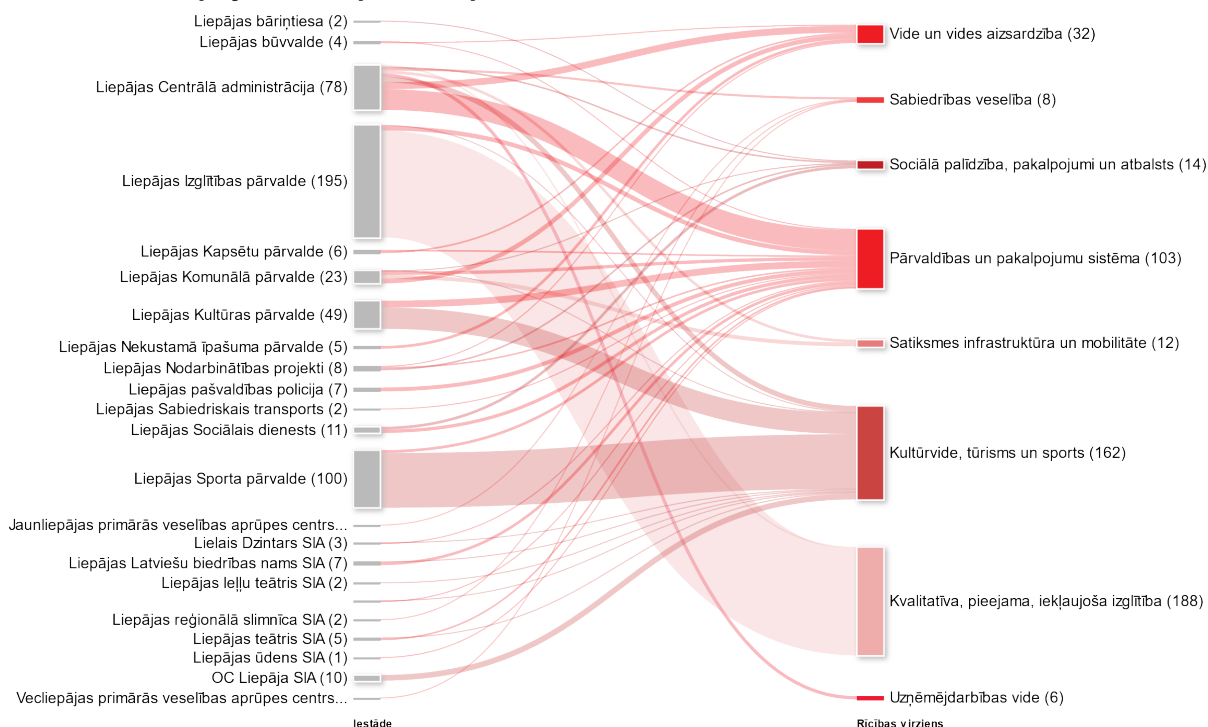 Liepājas bāriņtiesa (2)
Liepājas būvvalde (4)
Liepājas Centrālā administrācija (78)
Liepājas Izglītības pārvalde (195)
Liepājas Kapsētu pārvalde (6)
Liepājas Komunālā pārvalde (23)
Liepājas Kultūras pārvalde (49)
Liepājas Nekustamā īpašuma pārvalde (5)
Liepājas Nodarbinātības projekti (8)
Liepājas pašvaldības policija (7)
Liepājas Sabiedriskais transports (2)
Liepājas Sociālais dienests (11)
Liepājas Sporta pārvalde (100)
Jaunliepājas primārās veselības aprūpes centrs...
Lielais Dzintars SIA (3)
Liepājas Latviešu biedrības nams SIA (7)
Liepājas leļļu teātris SIA (2)
Liepājas reģionālā slimnīca SIA (2)
Liepājas teātris SIA (5)
Liepājas ūdens SIA (1)
OC Liepāja SIA (10)
Vecliepājas primārās veselības aprūpes centrs...
Iestāde
Vide un vides aizsardzība (32)
Sabiedrības veselība (8)
Sociālā palīdzība, pakalpojumi un atbalsts (14)
Pārvaldības un pakalpojumu sistēma (103)
Satiksmes infrastruktūra un mobilitāte (12)
Kultūrvide, tūrisms un sports (162)
Kvalitatīva, pieejama, iekļaujoša izglītība (188)
Uzņēmējdarbības vide (6)
Rīcības virziens